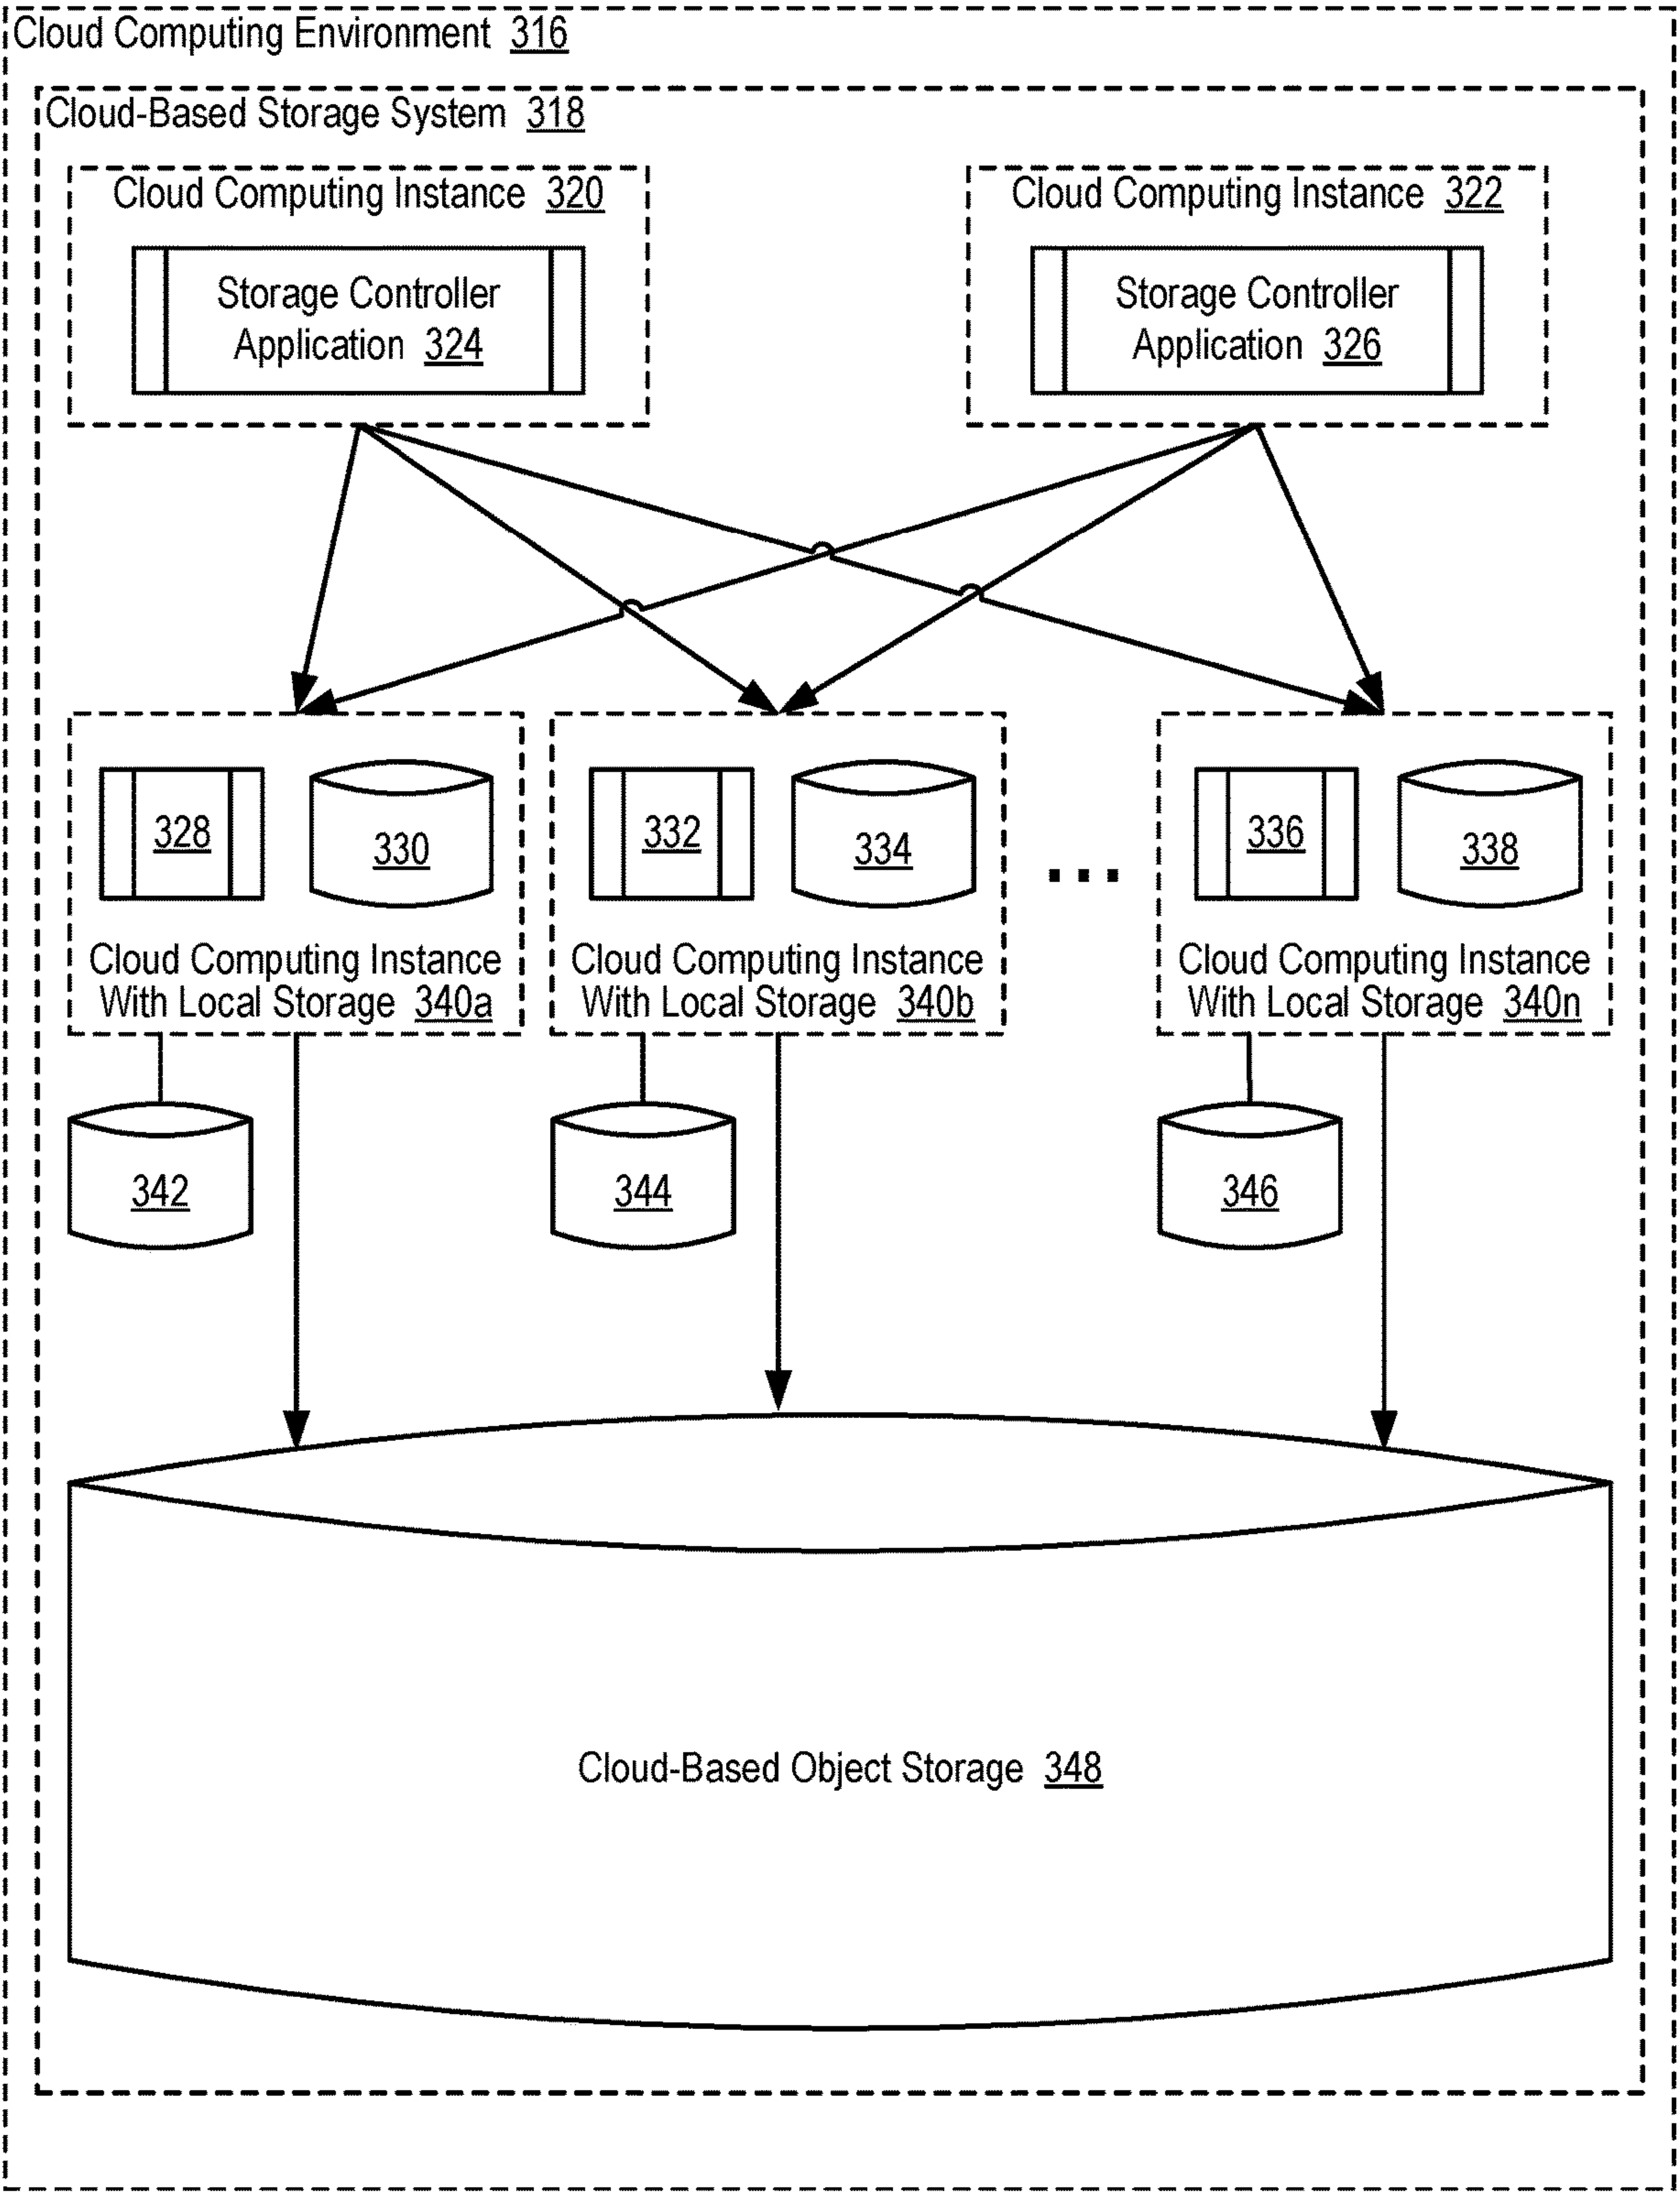 Cloud Computing Environment 316
Cloud-Based Storage System 318
Cloud Computing Instance 320
Storage Controller
Application 324
Cloud Computing Instance 322
Storage Controller
Application 326
328
330
Cloud Computing Instance
With Local Storage 340a
332
334
Cloud Computing Instance
With Local Storage 340b
...
336
338
Cloud Computing Instance
With Local Storage 340n
342
344
346
Cloud-Based Object Storage 348